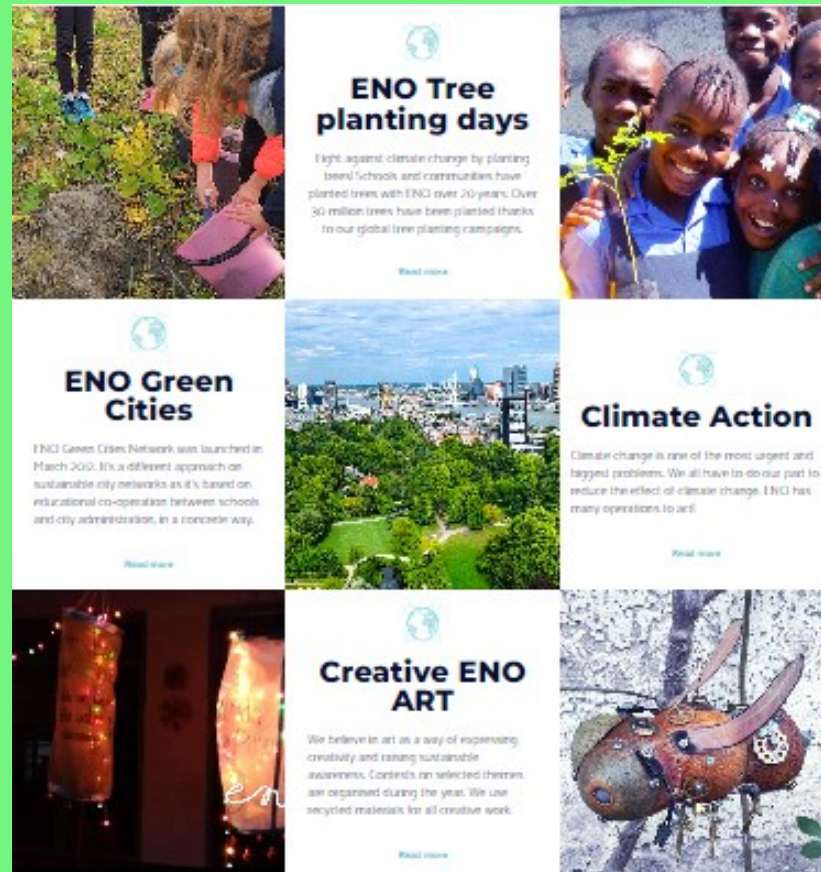 ENO Tree
planting days
Fight against climate change by planting
trees! Schools and communities have
planted trees with ENO over 20 years. Over
30 million trees have been planted thanks
to our global tree planting campaigns.
Read more
ENO Green
Cities
ENO Green Cities Network was launched in
March 2012. It's a different approach on
sustainable city networks as it's based on
educational co-operation between schools
and city administration, in a concrete way.
Read more
Climate Action
Climate change is one of the most urgent and
biggest problems. We all have to do our part to
reduce the effect of climate change. ENO has
many operations to act!
Read more
Creative ENO
ART
We believe in art as a way of expressing
creativity and raising sustainable
awareness. Contests on selected themes
are organised during the year. We use
recycled materials for all creative work.
Read more